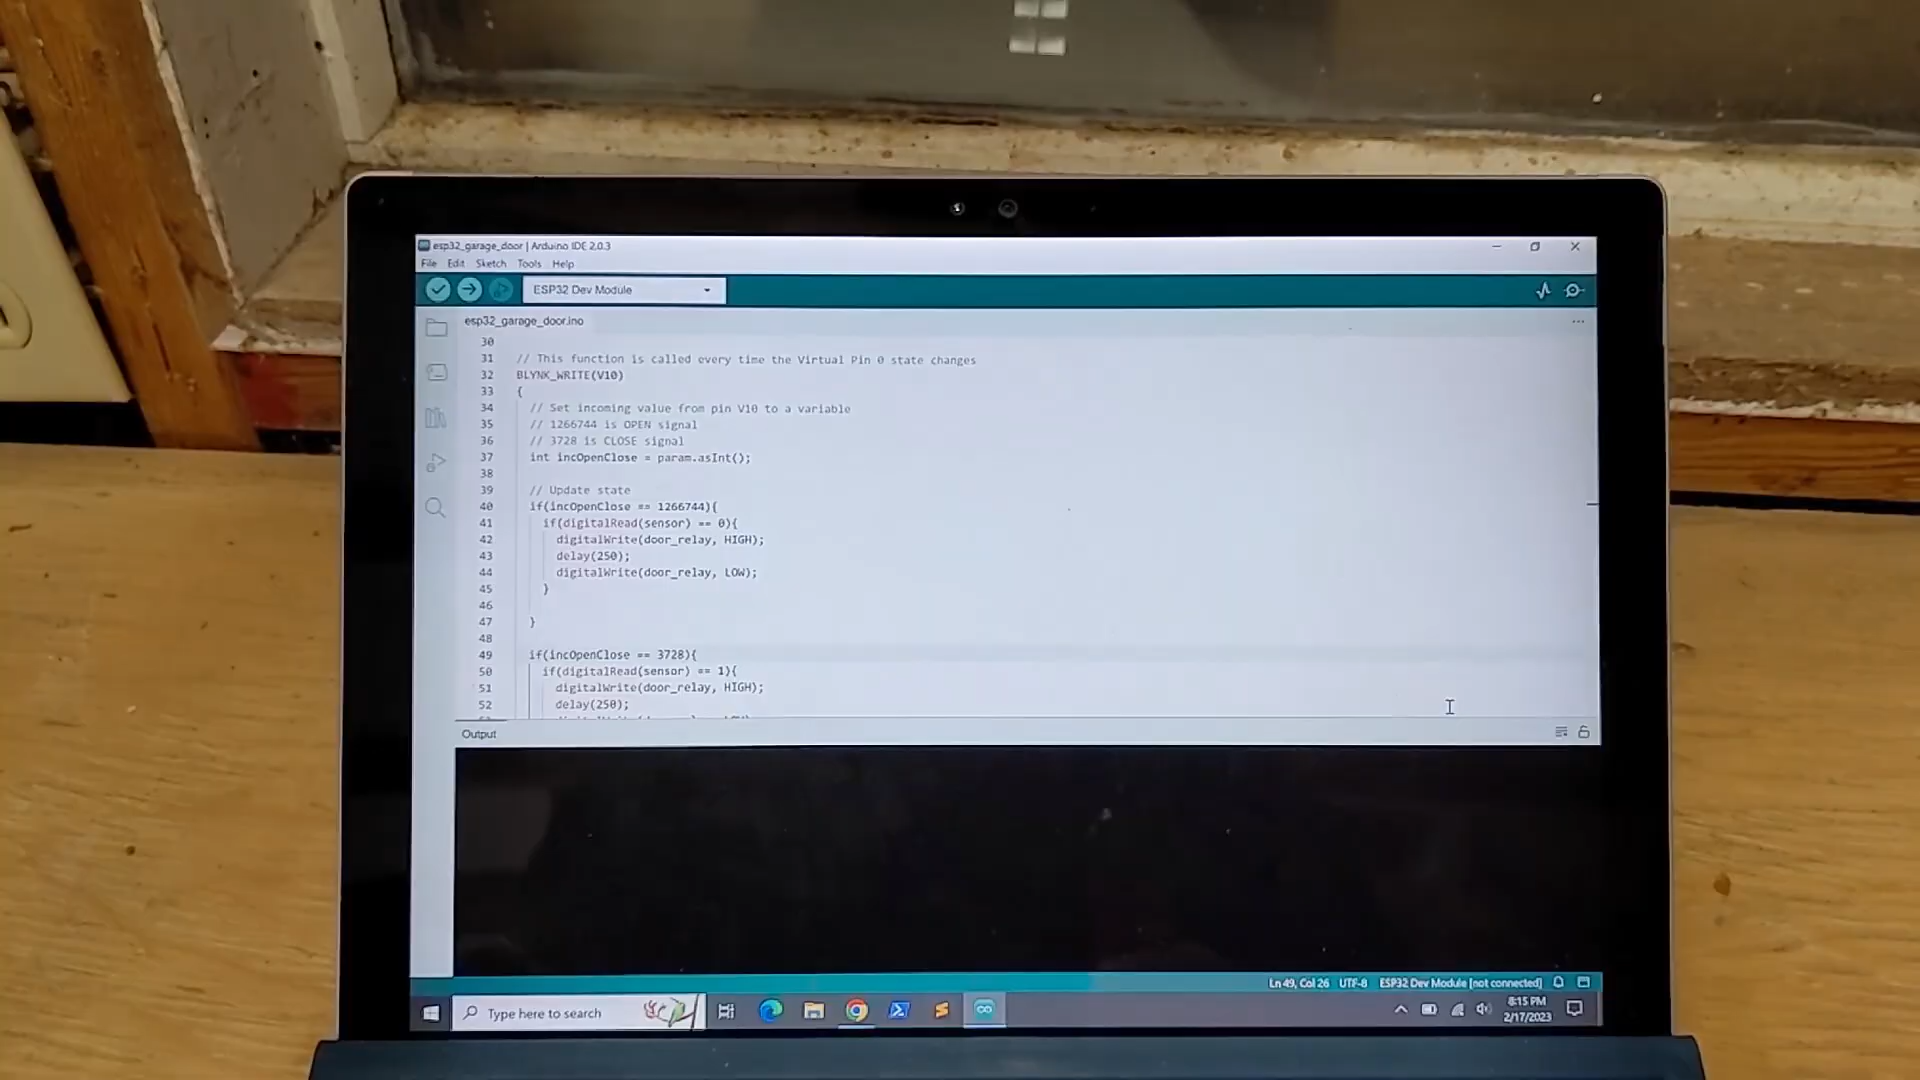 esp32_garage_door | Arduino IDE 2.0.3
File Edit Sketch Tools Help
ESP32 Dev Module
esp32_garage_door.ino
30
31 // This function is called every time the Virtual Pin 0 state changes
32 BLYNK_WRITE(V10)
33 {
34 // Set incoming value from pin V10 to a variable
35 // 1266744 is OPEN signal
36 // 3728 is CLOSE signal
37 int incOpenClose = param.asInt();
38
39 // Update state
40 if(incOpenClose == 1266744){
41 if(digitalRead(sensor) == 0){
42 digitalWrite(door_relay, HIGH);
43 delay(250);
44 digitalWrite(door_relay, LOW);
45 }
46
47 }
48
49 if(incOpenClose == 3728){
50 if(digitalRead(sensor) == 1){
51 digitalWrite(door_relay, HIGH);
52 delay(250);
Output
Ln 49, Col 26 UTF-8 ESP32 Dev Module [not connected]
Type here to search
8:15 PM
2/17/2023